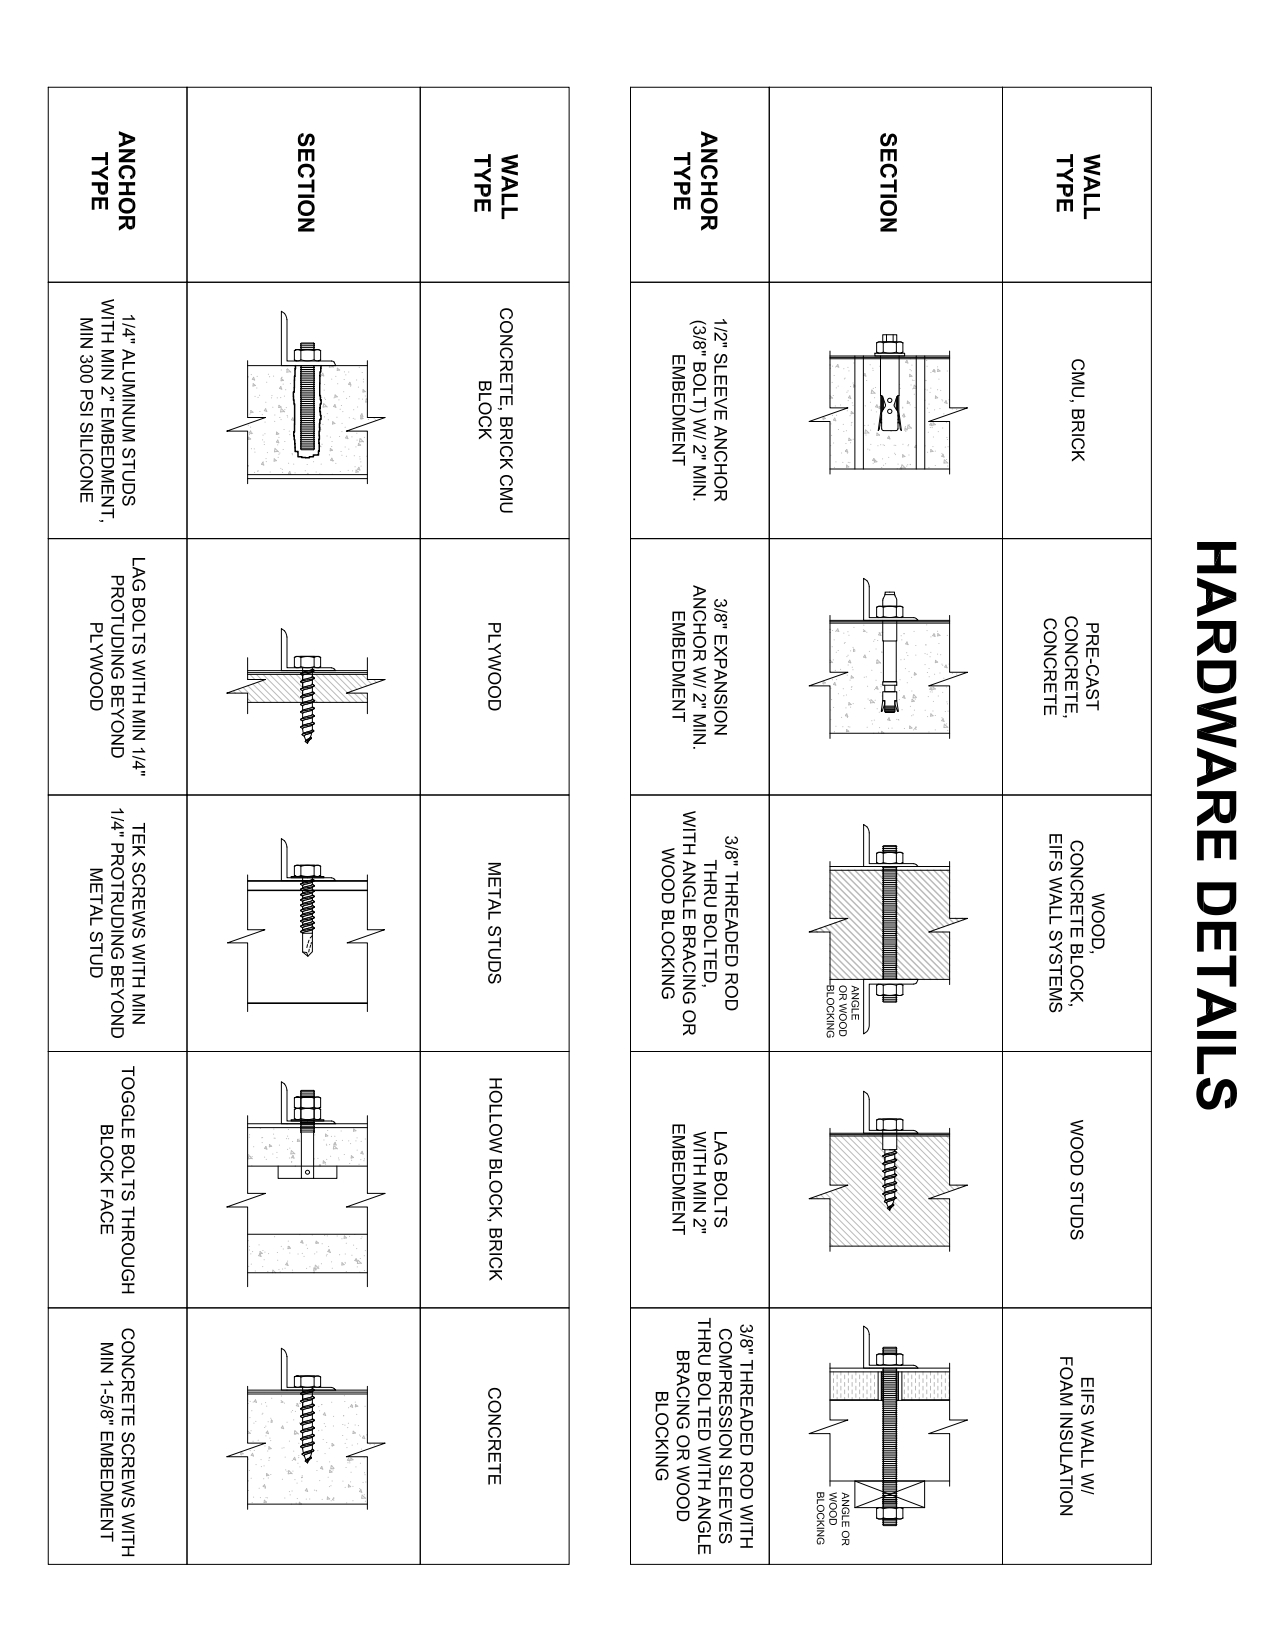 HARDWARE DETAILS
WALL
TYPE
CMU, BRICK
PRE-CAST
CONCRETE,
CONCRETE
WOOD,
CONCRETE BLOCK,
EIFS WALL SYSTEMS
WOOD STUDS
EIFS WALL W/
FOAM INSULATION
SECTION
ANGLE
OR WOOD
BLOCKING
ANGLE OR
WOOD
BLOCKING
ANCHOR
TYPE
1/2" SLEEVE ANCHOR
(3/8" BOLT) W/ 2" MIN.
EMBEDMENT
3/8" EXPANSION
ANCHOR W/ 2" MIN.
EMBEDMENT
3/8" THREADED ROD
THRU BOLTED,
WITH ANGLE BRACING OR
WOOD BLOCKING
LAG BOLTS
WITH MIN 2"
EMBEDMENT
3/8" THREADED ROD WITH
COMPRESSION SLEEVES
THRU BOLTED WITH ANGLE
BRACING OR WOOD
BLOCKING
WALL
TYPE
CONCRETE, BRICK CMU
BLOCK
PLYWOOD
METAL STUDS
HOLLOW BLOCK, BRICK
CONCRETE
SECTION
ANCHOR
TYPE
1/4" ALUMINUM STUDS
WITH MIN 2" EMBEDMENT,
MIN 300 PSI SILICONE
LAG BOLTS WITH MIN 1/4"
PROTUDING BEYOND
PLYWOOD
TEK SCREWS WITH MIN
1/4" PROTRUDING BEYOND
METAL STUD
TOGGLE BOLTS THROUGH
BLOCK FACE
CONCRETE SCREWS WITH
MIN 1-5/8" EMBEDMENT